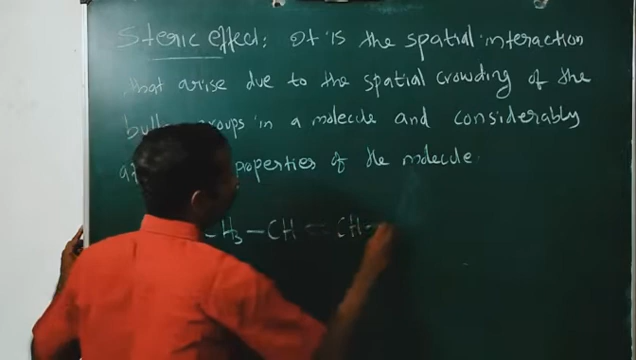 Steric effect: It is the spatial interaction
that arise due to the spatial crowding of the
groups in a molecule and considerably
properties of the molecule.
H3 — CH = CH —